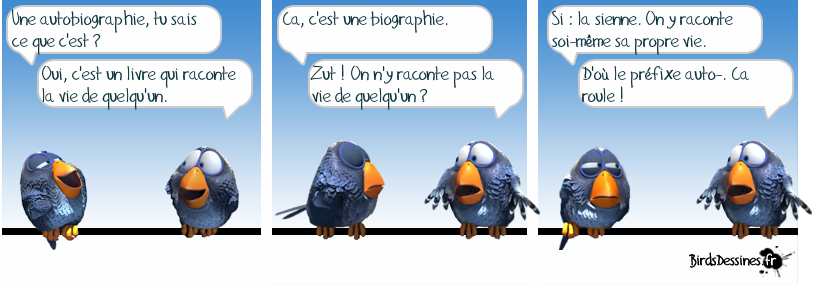 Une autobiographie, tu sais
ce que c'est ?
Oui, c'est un livre qui raconte
la vie de quelqu'un.
Ca, c'est une biographie.
Zut ! On n'y raconte pas la
vie de quelqu'un ?
Si : la sienne. On y raconte
soi-même sa propre vie.
D'où le préfixe auto-. Ca
roule !
BirdsDessines.fr